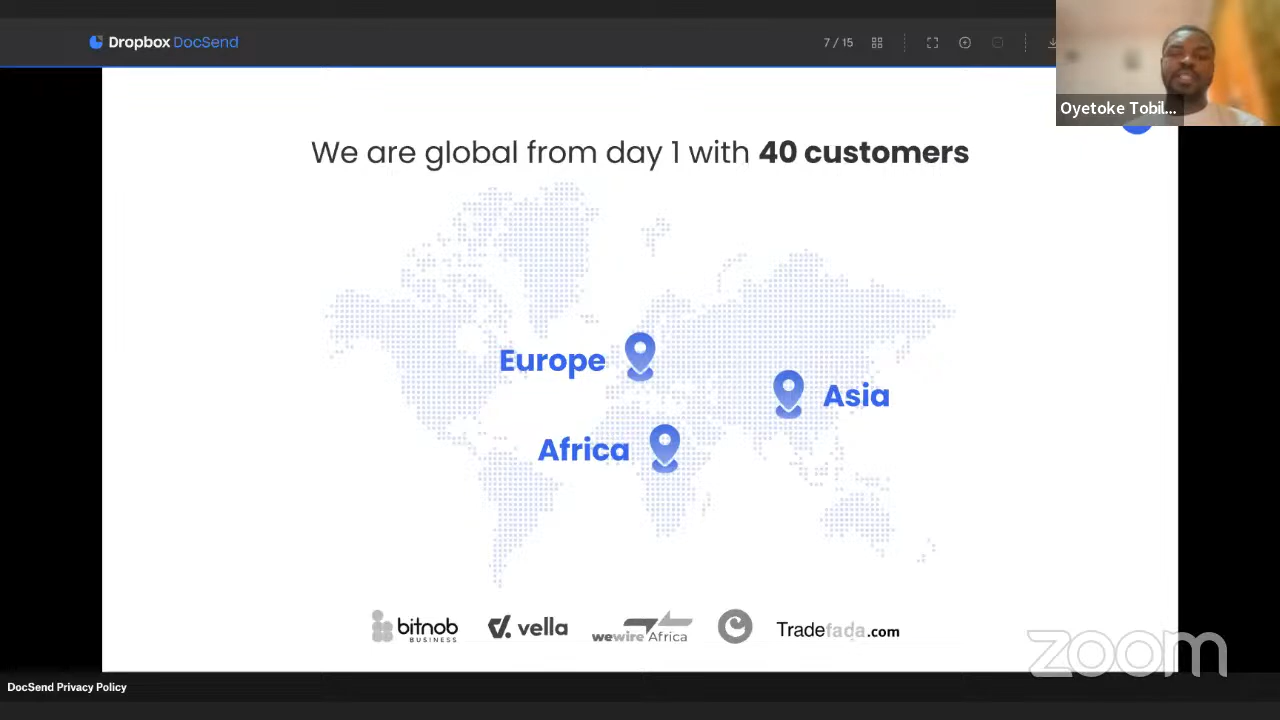 Dropbox DocSend
7 / 15
Oyetoke Tobil...
We are global from day 1 with 40 customers
Europe
Asia
Africa
bitnob
BUSINESS
vella
wewire Africa
Tradefada.com
zoom
DocSend Privacy Policy